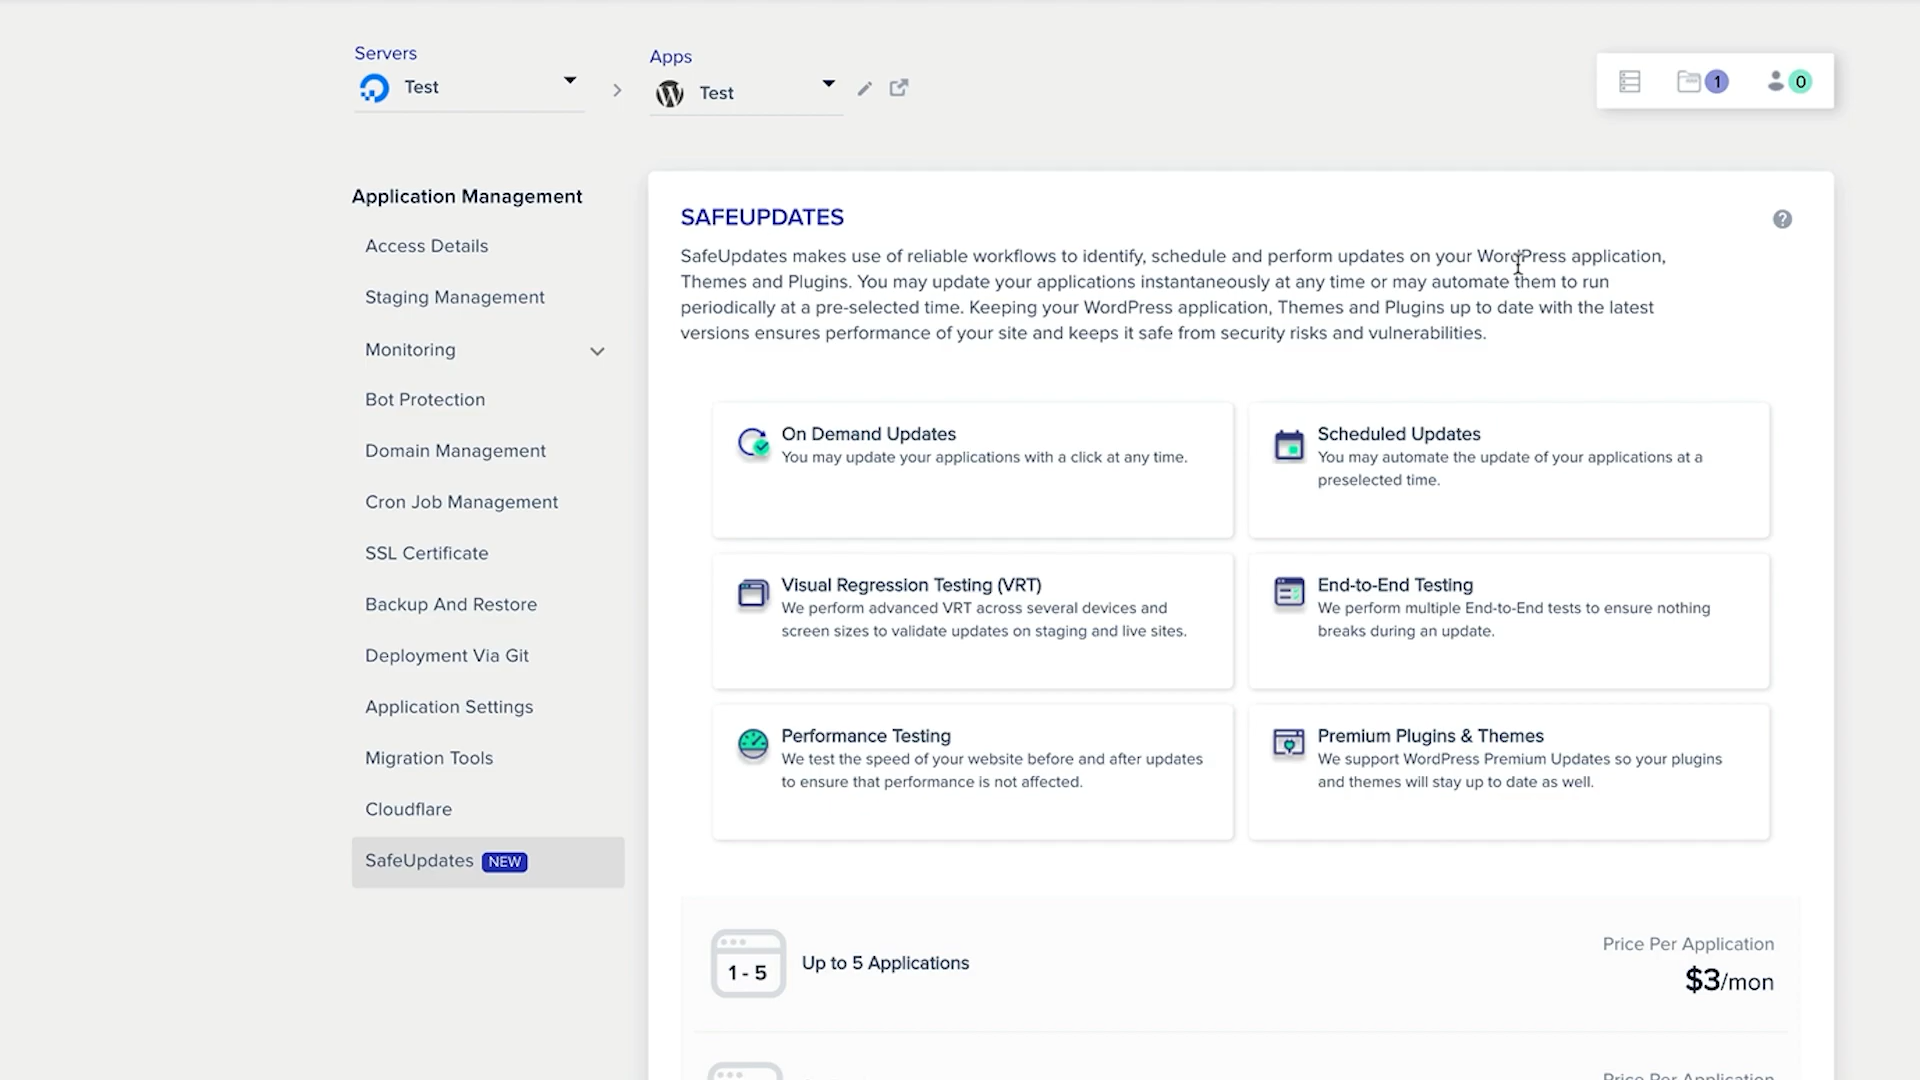 Servers
Test
Apps
Test
1
0
Application Management
Access Details
Staging Management
Monitoring
Bot Protection
Domain Management
Cron Job Management
SSL Certificate
Backup And Restore
Deployment Via Git
Application Settings
Migration Tools
Cloudflare
SafeUpdates NEW
SAFEUPDATES
?
SafeUpdates makes use of reliable workflows to identify, schedule and perform updates on your WordPress application,
Themes and Plugins. You may update your applications instantaneously at any time or may automate them to run
periodically at a pre-selected time. Keeping your WordPress application, Themes and Plugins up to date with the latest
versions ensures performance of your site and keeps it safe from security risks and vulnerabilities.
On Demand Updates
You may update your applications with a click at any time.
Scheduled Updates
You may automate the update of your applications at a
preselected time.
Visual Regression Testing (VRT)
We perform advanced VRT across several devices and
screen sizes to validate updates on staging and live sites.
End-to-End Testing
We perform multiple End-to-End tests to ensure nothing
breaks during an update.
Performance Testing
We test the speed of your website before and after updates
to ensure that performance is not affected.
Premium Plugins & Themes
We support WordPress Premium Updates so your plugins
and themes will stay up to date as well.
1 - 5
Up to 5 Applications
Price Per Application
$3/mon
Price Per Application